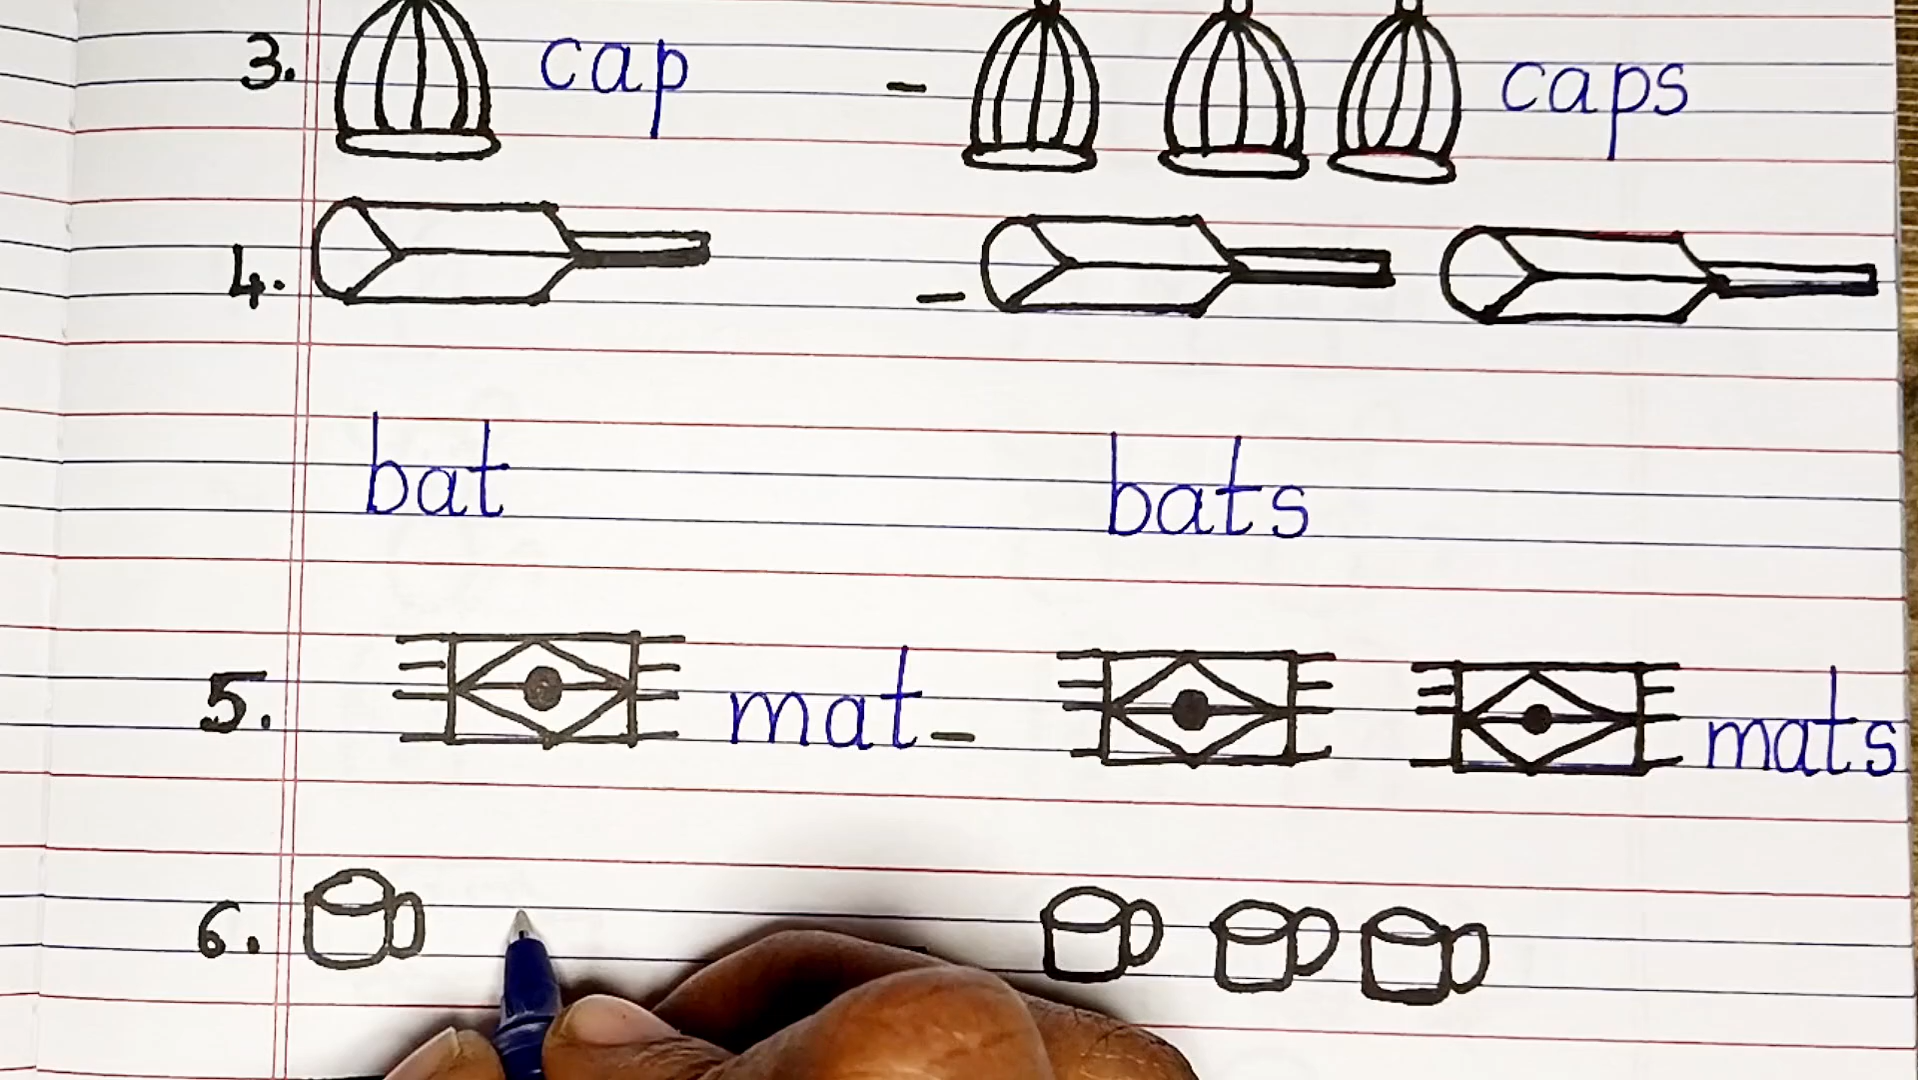 3. cap - caps
4. -
bat bats
5. mat - mats
6.